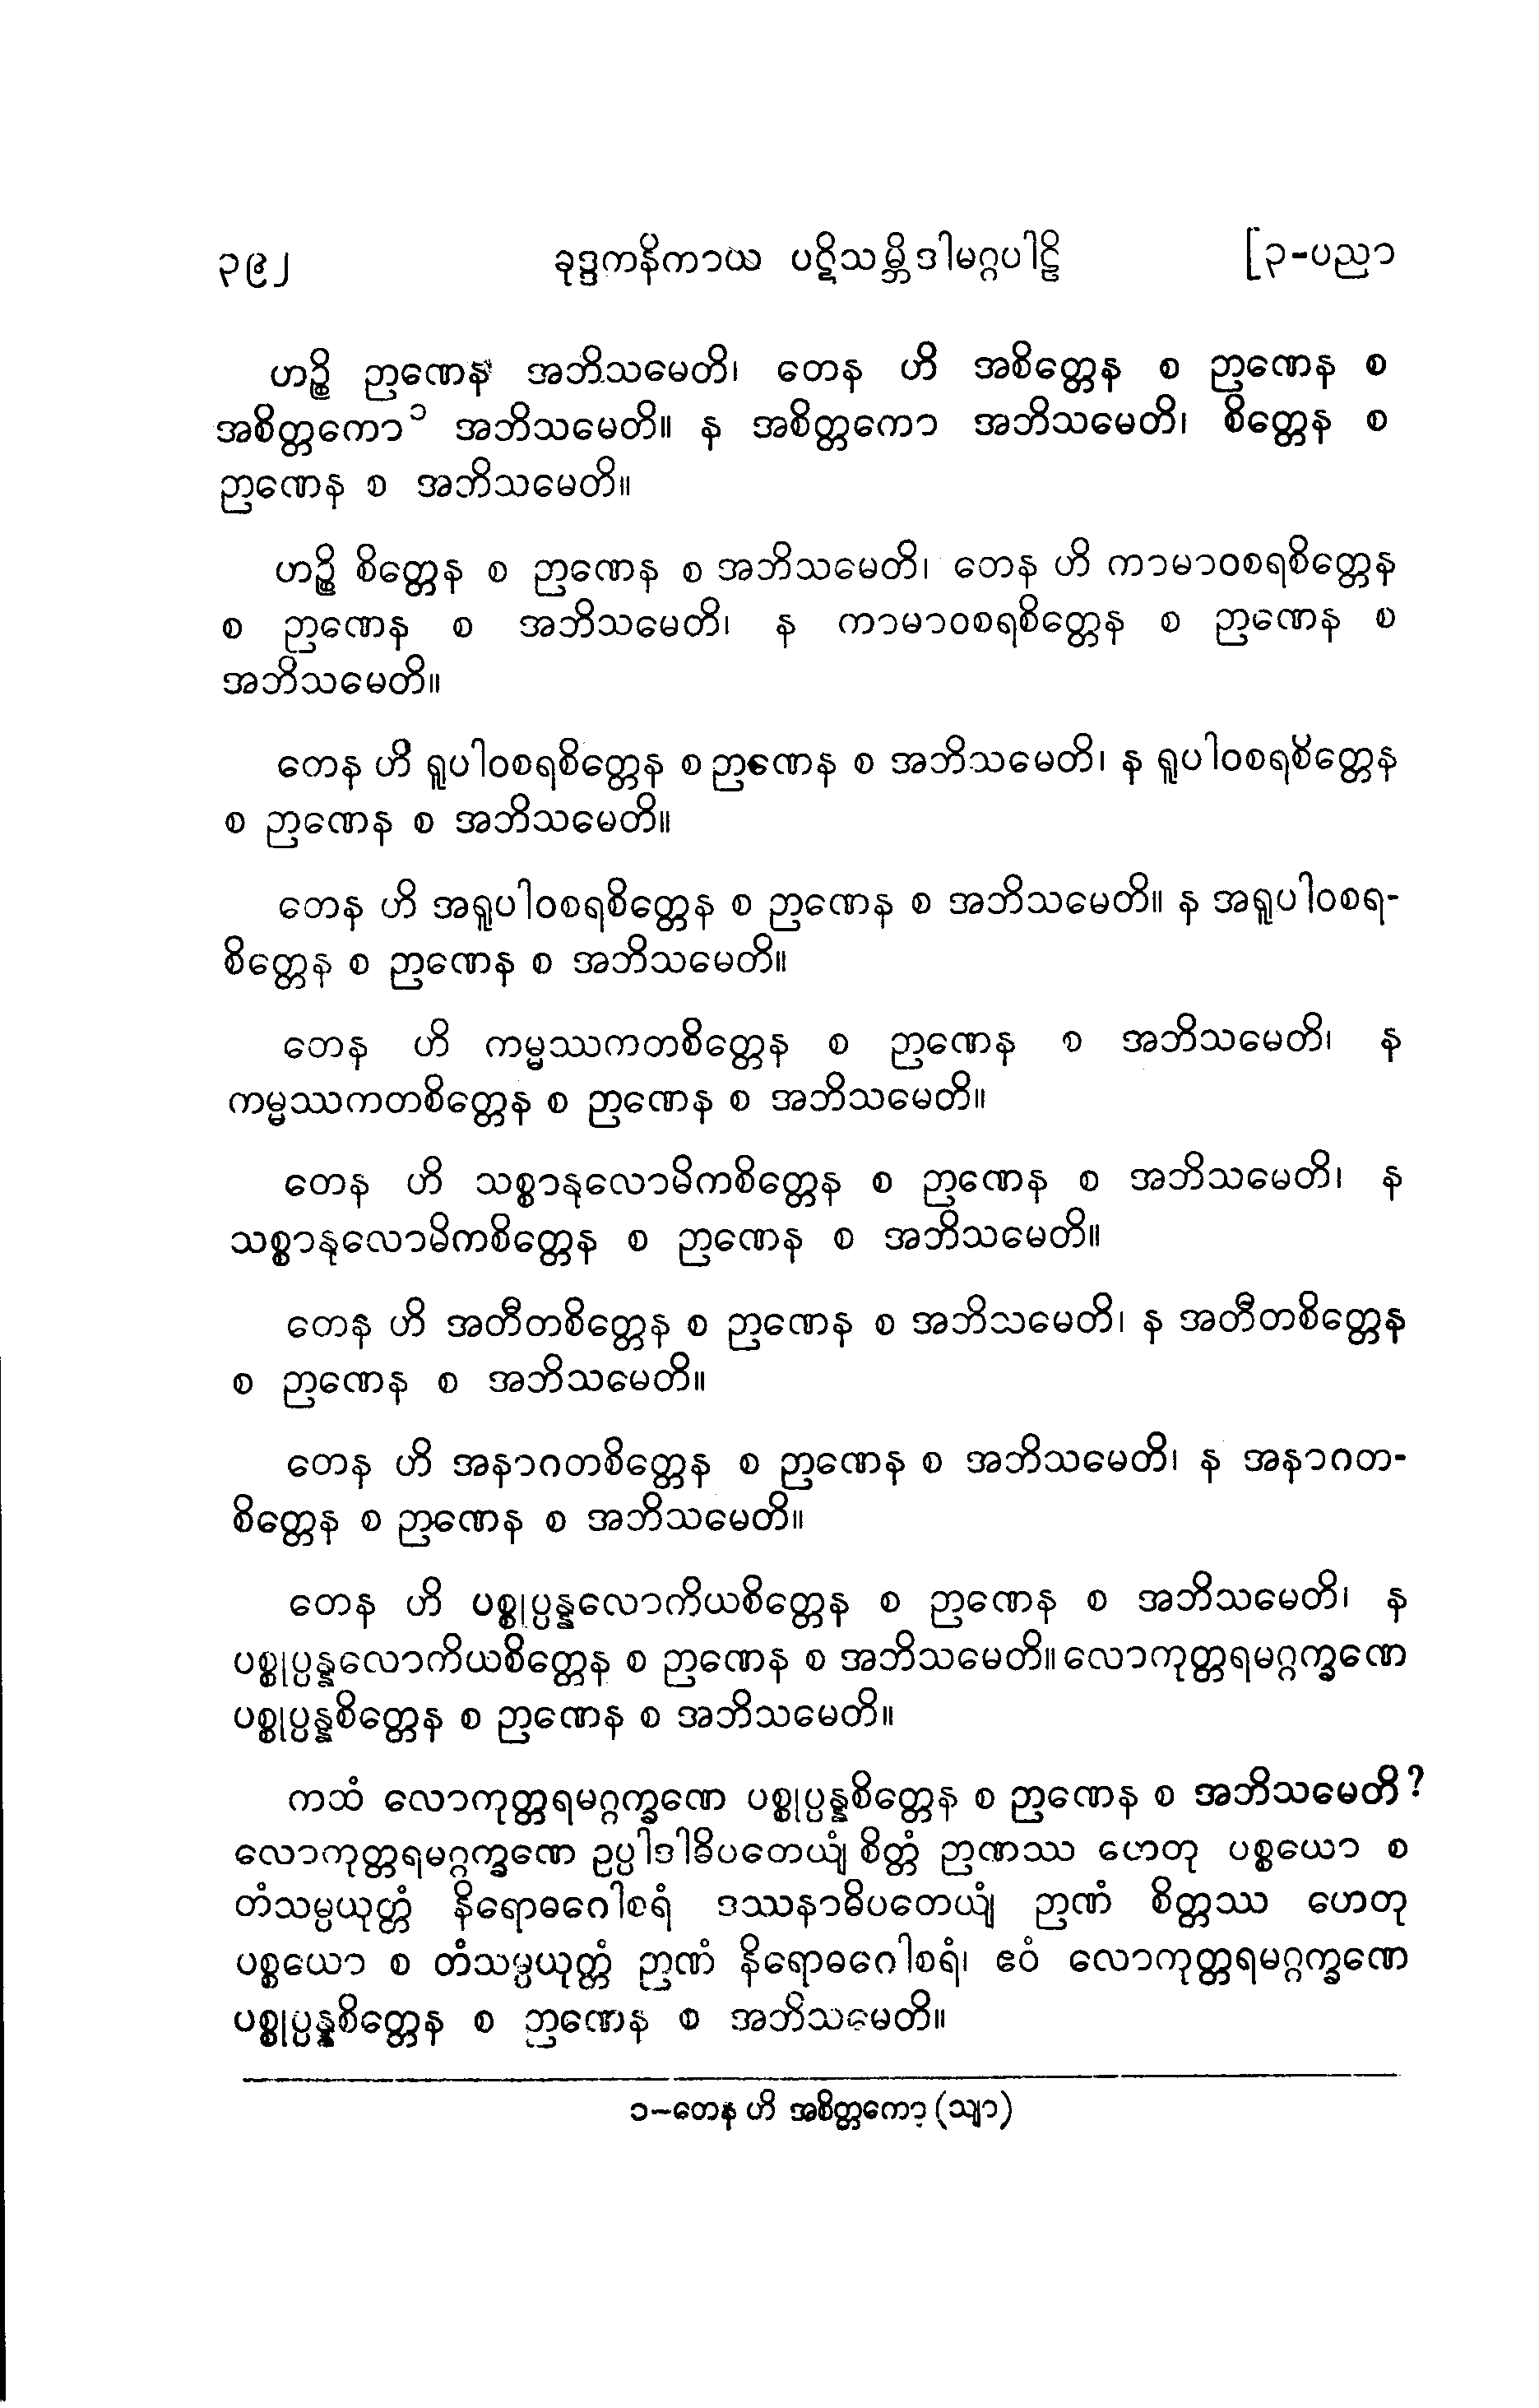 ၃၉၂ ခုဒ္ဒကနိကာယ ပဋိသမ္ဘိဒါမဂ္ဂပါဠိ [၃-ပညာ
ဟဉ္စိ ဉာဏေန အဘိသမေတိ၊ တေန ဟိ အစိတ္တေန စ ဉာဏေန စ
အစိတ္တကော၁ အဘိသမေတိ။ န အစိတ္တကော အဘိသမေတိ၊ စိတ္တေန စ
ဉာဏေန စ အဘိသမေတိ။
ဟဉ္စိ စိတ္တေန စ ဉာဏေန စ အဘိသမေတိ၊ တေန ဟိ ကာမာဝစရစိတ္တေန
စ ဉာဏေန စ အဘိသမေတိ၊ န ကာမာဝစရစိတ္တေန စ ဉာဏေန စ
အဘိသမေတိ။
တေန ဟိ ရူပါဝစရစိတ္တေန စ ဉာဏေန စ အဘိသမေတိ၊ န ရူပါဝစရစိတ္တေန
စ ဉာဏေန စ အဘိသမေတိ။
တေန ဟိ အရူပါဝစရစိတ္တေန စ ဉာဏေန စ အဘိသမေတိ။ န အရူပါဝစရ-
စိတ္တေန စ ဉာဏေန စ အဘိသမေတိ။
တေန ဟိ ကမ္မဿကတစိတ္တေန စ ဉာဏေန စ အဘိသမေတိ၊ န
ကမ္မဿကတစိတ္တေန စ ဉာဏေန စ အဘိသမေတိ။
တေန ဟိ သစ္စာနုလောမိကစိတ္တေန စ ဉာဏေန စ အဘိသမေတိ၊ န
သစ္စာနုလောမိကစိတ္တေန စ ဉာဏေန စ အဘိသမေတိ။
တေန ဟိ အတီတစိတ္တေန စ ဉာဏေန စ အဘိသမေတိ၊ န အတီတစိတ္တေန
စ ဉာဏေန စ အဘိသမေတိ။
တေန ဟိ အနာဂတစိတ္တေန စ ဉာဏေန စ အဘိသမေတိ၊ န အနာဂတ-
စိတ္တေန စ ဉာဏေန စ အဘိသမေတိ။
တေန ဟိ ပစ္စုပ္ပန္နလောကိယစိတ္တေန စ ဉာဏေန စ အဘိသမေတိ၊ န
ပစ္စုပ္ပန္နလောကိယစိတ္တေန စ ဉာဏေန စ အဘိသမေတိ။ လောကုတ္တရမဂ္ဂက္ခဏေ
ပစ္စုပ္ပန္နစိတ္တေန စ ဉာဏေန စ အဘိသမေတိ။
ကထံ လောကုတ္တရမဂ္ဂက္ခဏေ ပစ္စုပ္ပန္နစိတ္တေန စ ဉာဏေန စ အဘိသမေတိ?
လောကုတ္တရမဂ္ဂက္ခဏေ ဥပ္ပါဒါဓိပတေယျံ စိတ္တံ ဉာဏဿ ဟေတု ပစ္စယော စ
တံသမ္ပယုတ္တံ နိရောဓဂေါစရံ ဒဿနာဓိပတေယျံ ဉာဏံ စိတ္တဿ ဟေတု
ပစ္စယော စ တံသမ္ပယုတ္တံ ဉာဏံ နိရောဓဂေါစရံ၊ ဧဝံ လောကုတ္တရမဂ္ဂက္ခဏေ
ပစ္စုပ္ပန္နစိတ္တေန စ ဉာဏေန စ အဘိသမေတိ။
၁-တေန ဟိ အစိတ္တကော (သျာ)